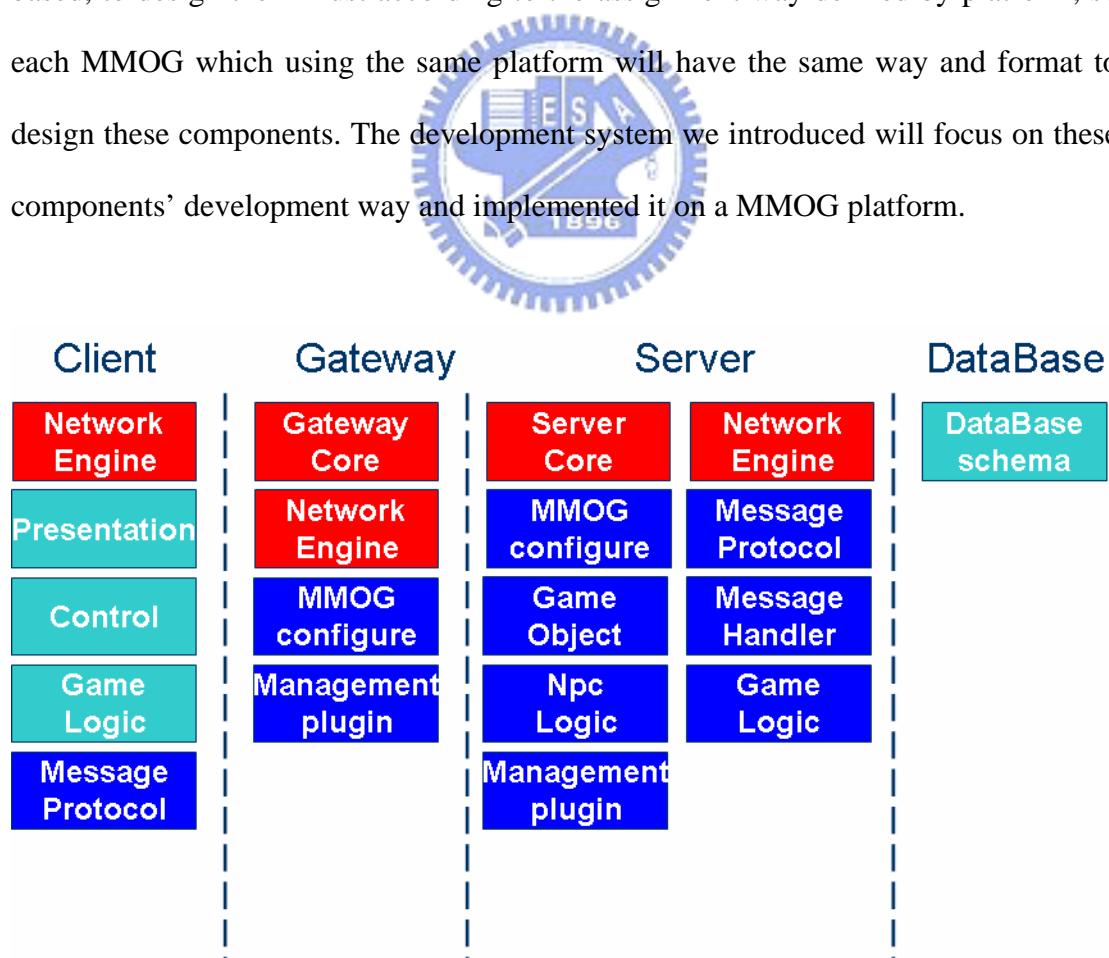 each MMOG which using the same platform will have the same way and format to
design these components. The development system we introduced will focus on these
components' development way and implemented it on a MMOG platform.
ESA
1896
Client Gateway Server DataBase
Network
Engine
Presentation
Control
Game
Logic
Message
Protocol
Gateway
Core
Network
Engine
MMOG
configure
Management
plugin
Server
Core
MMOG
configure
Game
Object
Npc
Logic
Management
plugin
Network
Engine
Message
Protocol
Message
Handler
Game
Logic
DataBase
schema